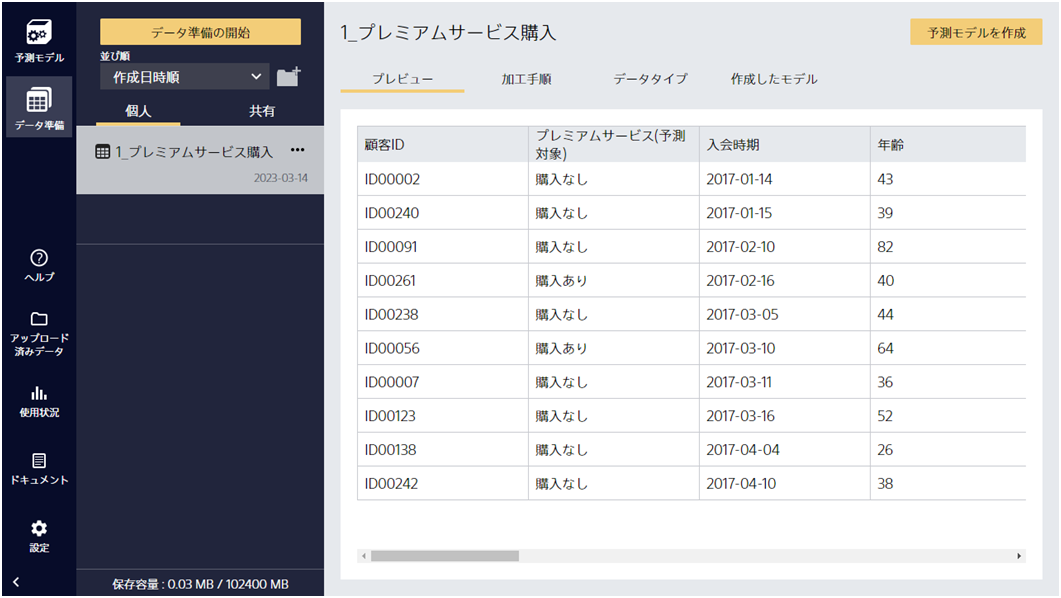 予測モデル
データ準備
ヘルプ
アップロード
済みデータ
使用状況
ドキュメント
設定
データ準備の開始
並び順
作成日時順
個人 共有
1_プレミアムサービス購入 •••
2023-03-14
保存容量 : 0.03 MB / 102400 MB
1_プレミアムサービス購入
予測モデルを作成
プレビュー 加工手順 データタイプ 作成したモデル
顧客ID プレミアムサービス(予測 入会時期 年齢
対象)
ID00002 購入なし 2017-01-14 43
ID00240 購入なし 2017-01-15 39
ID00091 購入なし 2017-02-10 82
ID00261 購入あり 2017-02-16 40
ID00238 購入なし 2017-03-05 44
ID00056 購入あり 2017-03-10 64
ID00007 購入なし 2017-03-11 36
ID00123 購入なし 2017-03-16 52
ID00138 購入なし 2017-04-04 26
ID00242 購入なし 2017-04-10 38